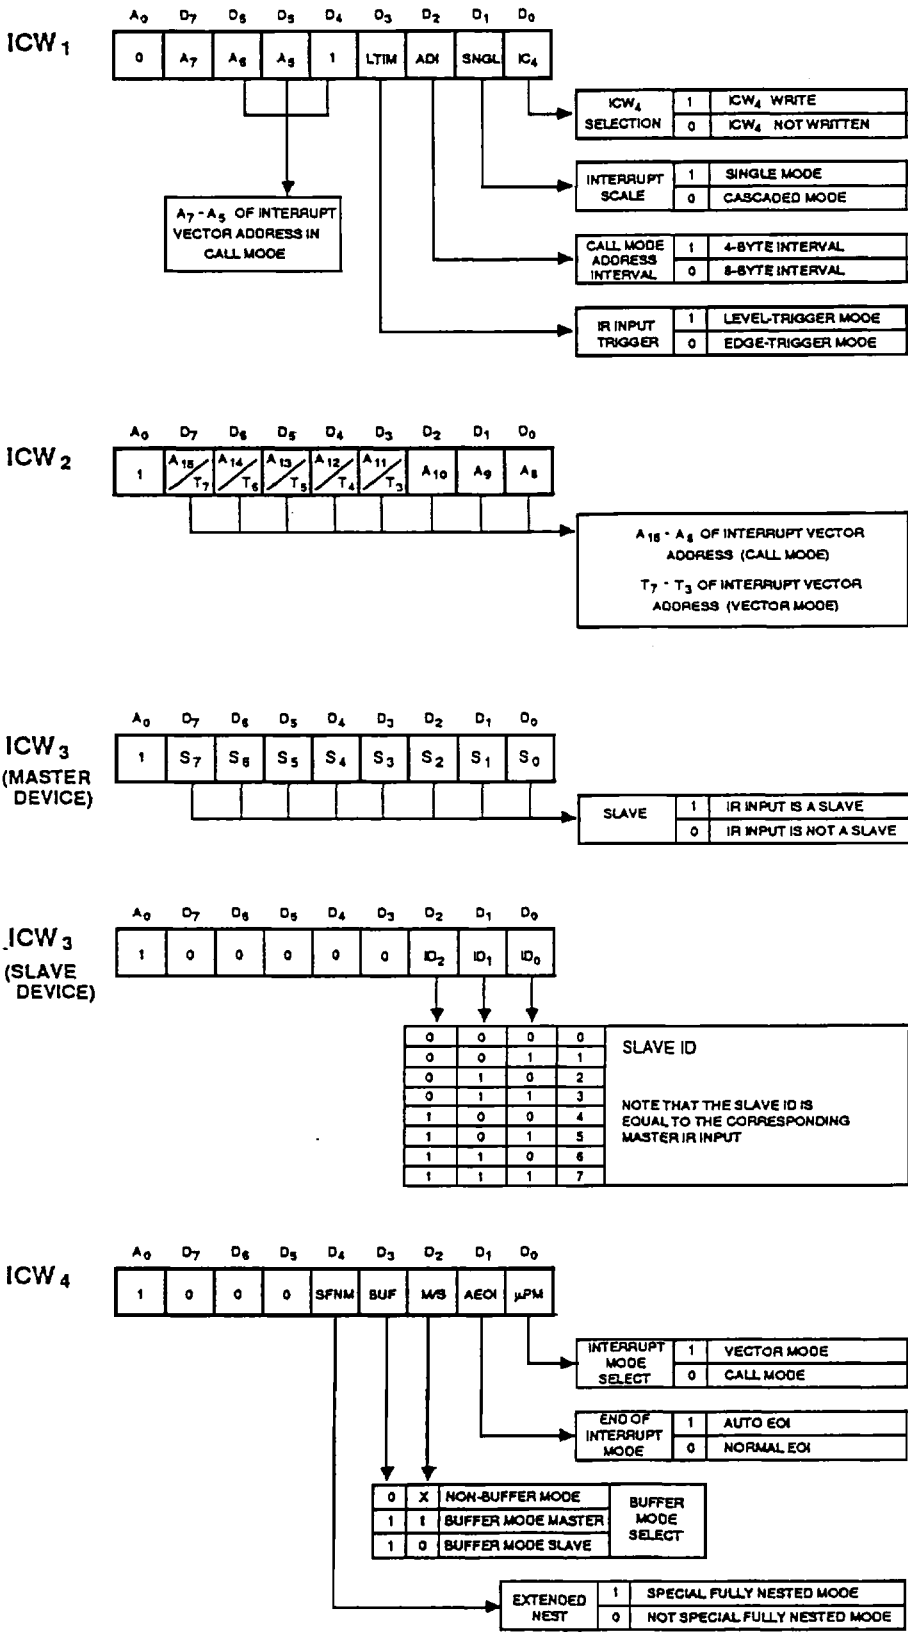 ICW1
A0 D7 D6 D5 D4 D3 D2 D1 D0
0 A7 A6 A5 1 LTIM ADI SNGL IC4
A7 - A5 OF INTERRUPT
VECTOR ADDRESS IN
CALL MODE
ICW4
SELECTION
1 ICW4 WRITE
0 ICW4 NOT WRITTEN
INTERRUPT
SCALE
1 SINGLE MODE
0 CASCADED MODE
CALL MODE
ADDRESS
INTERVAL
1 4-BYTE INTERVAL
0 8-BYTE INTERVAL
IR INPUT
TRIGGER
1 LEVEL-TRIGGER MODE
0 EDGE-TRIGGER MODE
ICW2
A0 D7 D6 D5 D4 D3 D2 D1 D0
1 A15/T7 A14/T6 A13/T5 A12/T4 A11/T3 A10 A9 A8
A15 - A8 OF INTERRUPT VECTOR
ADDRESS (CALL MODE)
T7 - T3 OF INTERRUPT VECTOR
ADDRESS (VECTOR MODE)
ICW3
(MASTER
DEVICE)
A0 D7 D6 D5 D4 D3 D2 D1 D0
1 S7 S6 S5 S4 S3 S2 S1 S0
SLAVE
1 IR INPUT IS A SLAVE
0 IR INPUT IS NOT A SLAVE
ICW3
(SLAVE
DEVICE)
A0 D7 D6 D5 D4 D3 D2 D1 D0
1 0 0 0 0 0 ID2 ID1 ID0
0 0 0 0
0 0 1 1
0 1 0 2
0 1 1 3
1 0 0 4
1 0 1 5
1 1 0 6
1 1 1 7
SLAVE ID
NOTE THAT THE SLAVE ID IS
EQUAL TO THE CORRESPONDING
MASTER IR INPUT
ICW4
A0 D7 D6 D5 D4 D3 D2 D1 D0
1 0 0 0 SFNM BUF M/S AEOI µPM
INTERRUPT
MODE
SELECT
1 VECTOR MODE
0 CALL MODE
END OF
INTERRUPT
MODE
1 AUTO EOI
0 NORMAL EOI
0 X NON-BUFFER MODE
1 1 BUFFER MODE MASTER
1 0 BUFFER MODE SLAVE
BUFFER
MODE
SELECT
EXTENDED
NEST
1 SPECIAL FULLY NESTED MODE
0 NOT SPECIAL FULLY NESTED MODE